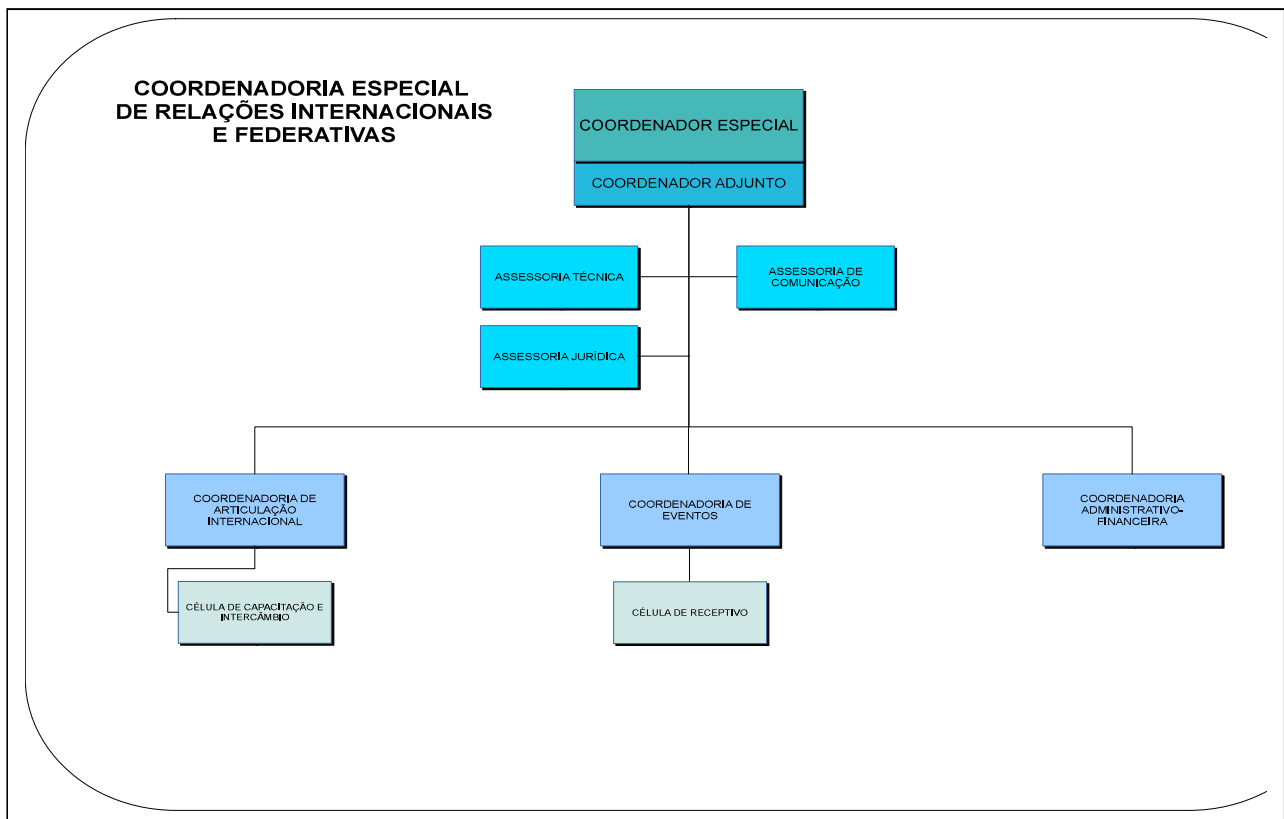 COORDENADORIA ESPECIAL
DE RELAÇÕES INTERNACIONAIS
E FEDERATIVAS
COORDENADOR ESPECIAL
COORDENADOR ADJUNTO
ASSESSORIA TÉCNICA
ASSESSORIA DE
COMUNICAÇÃO
ASSESSORIA JURÍDICA
COORDENADORIA DE
ARTICULAÇÃO
INTERNACIONAL
COORDENADORIA DE
EVENTOS
COORDENADORIA
ADMINISTRATIVO-
FINANCEIRA
CÉLULA DE CAPACITAÇÃO E
INTERCÂMBIO
CÉLULA DE RECEPTIVO